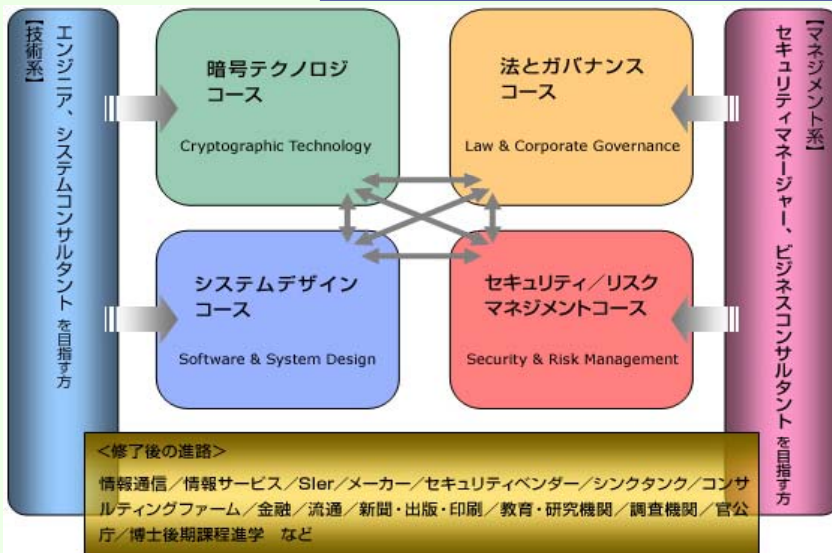 【技術系】
エンジニア、システムコンサルタント を目指す方
暗号テクノロジ
コース
Cryptographic Technology
法とガバナンス
コース
Law & Corporate Governance
システムデザイン
コース
Software & System Design
セキュリティ／リスク
マネジメントコース
Security & Risk Management
【マネジメント系】
セキュリティマネージャー、ビジネスコンサルタント を目指す方
＜修了後の進路＞
情報通信／情報サービス／SIer／メーカー／セキュリティベンダー／シンクタンク／コンサ
ルティングファーム／金融／流通／新聞・出版・印刷／教育・研究機関／調査機関／官公
庁／博士後期課程進学　など